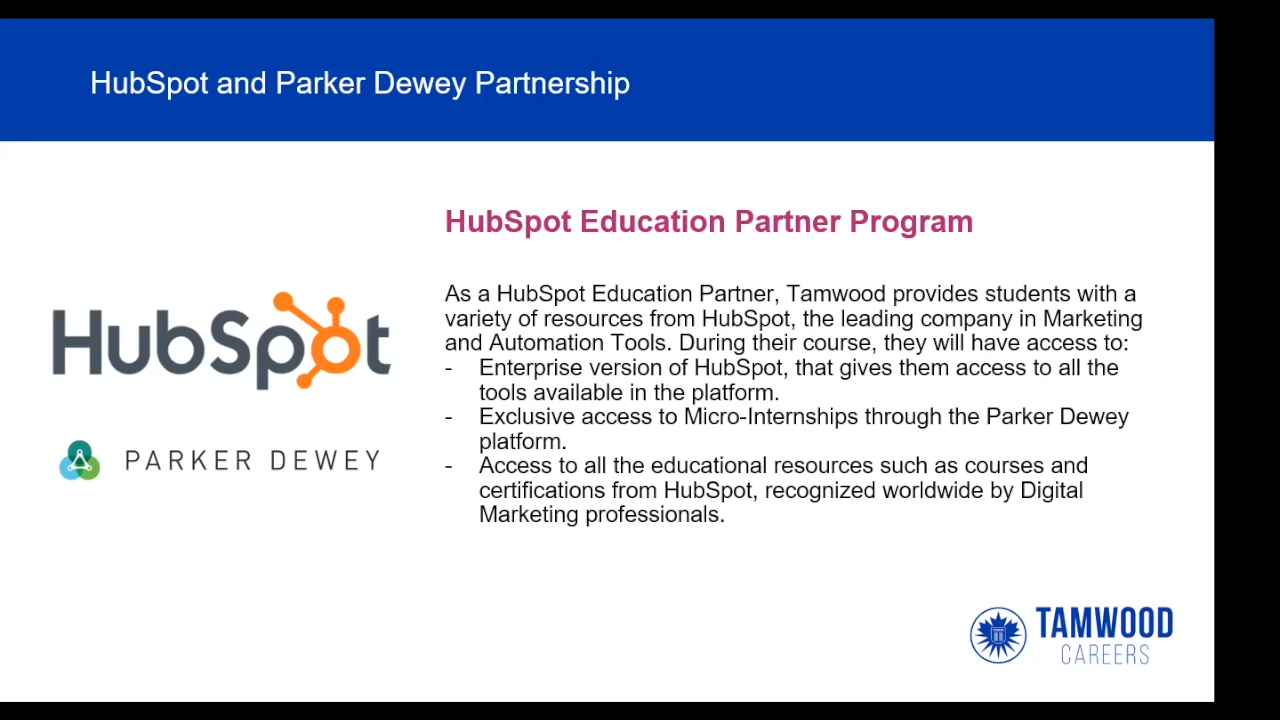 HubSpot and Parker Dewey Partnership
HubSpot Education Partner Program
As a HubSpot Education Partner, Tamwood provides students with a
variety of resources from HubSpot, the leading company in Marketing
and Automation Tools. During their course, they will have access to:
- Enterprise version of HubSpot, that gives them access to all the
tools available in the platform.
- Exclusive access to Micro-Internships through the Parker Dewey
platform.
- Access to all the educational resources such as courses and
certifications from HubSpot, recognized worldwide by Digital
Marketing professionals.
HubSpot
PARKER DEWEY
TAMWOOD
CAREERS